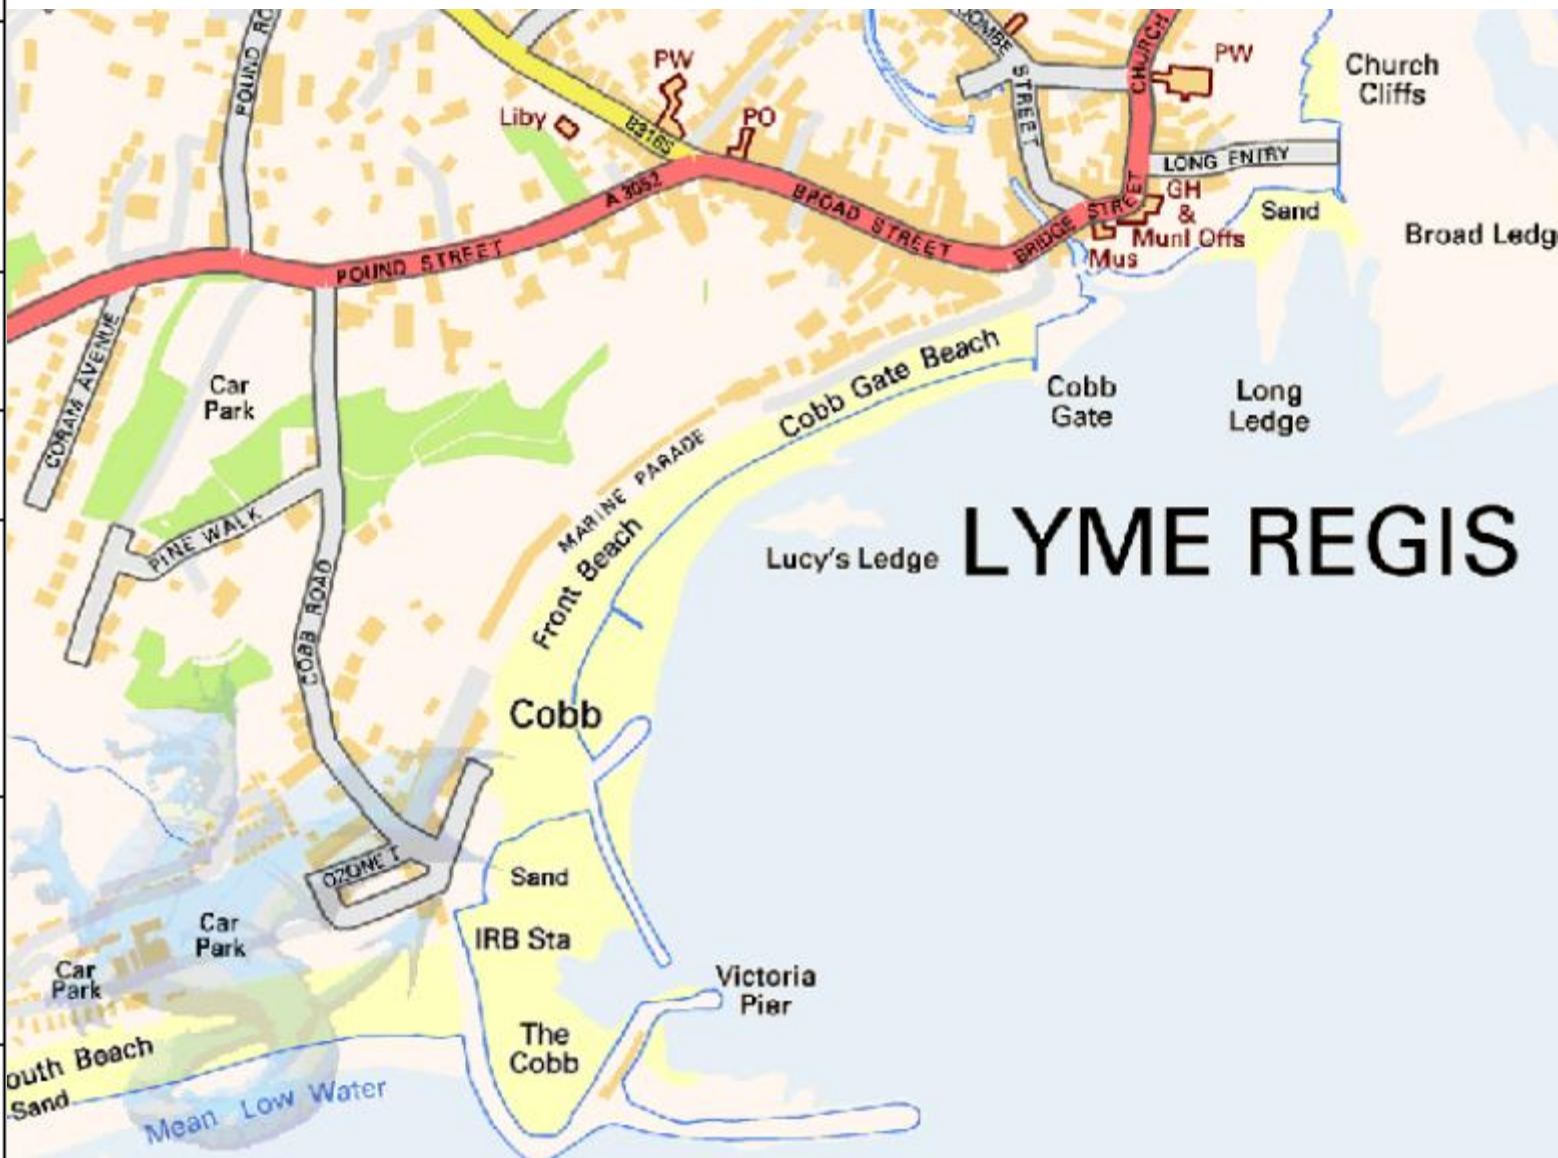 POUND RO
OOMBE
STREET
CHURCH
PW
PW
Church
Cliffs
Liby
PO
B3165
LONG ENTRY
A 3052
BROAD STREET
BRIDGE STREET
GH
&
Munl Offs
Mus
Sand
Broad Ledg
POUND STREET
CORAM AVENUE
Car
Park
Cobb Gate Beach
Cobb
Gate
Long
Ledge
MARINE PARADE
Front Beach
Lucy's Ledge
LYME REGIS
PINE WALK
COBB ROAD
Cobb
OZONE T
Sand
IRB Sta
Car
Park
Car
Park
Victoria
Pier
The
Cobb
outh Beach
Sand
Mean Low Water